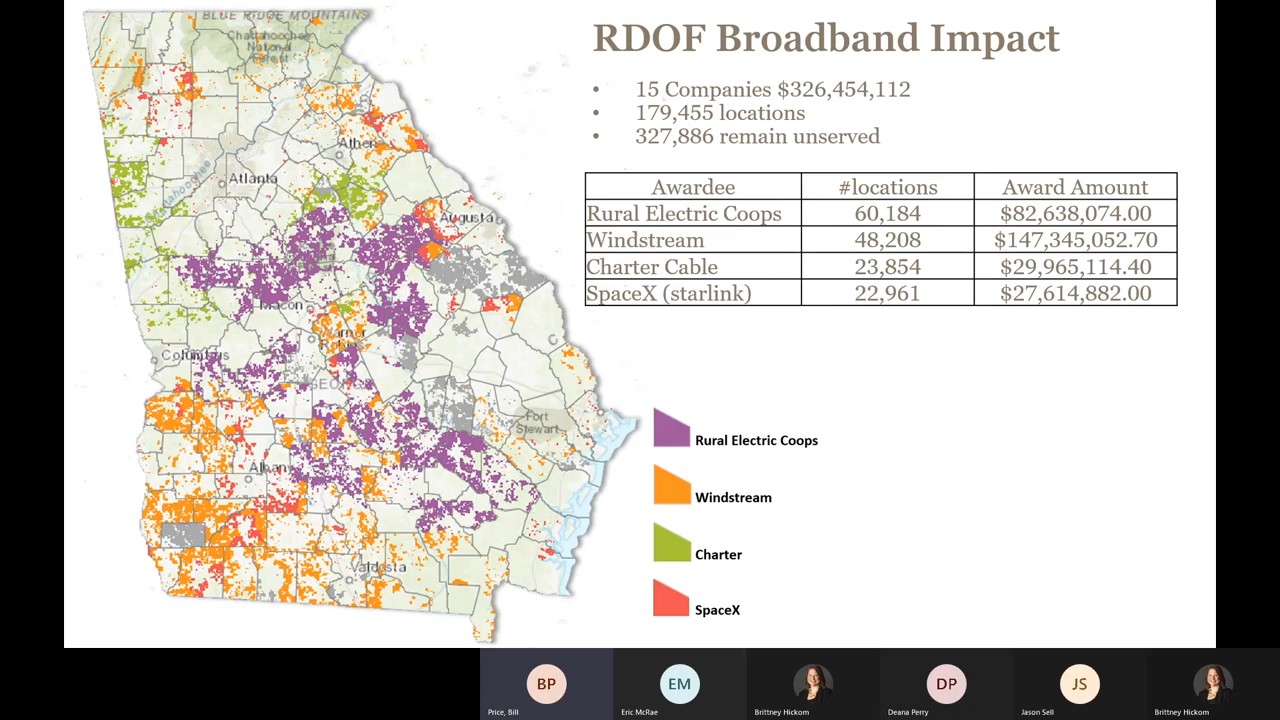 RDOF Broadband Impact
• 15 Companies $326,454,112
• 179,455 locations
• 327,886 remain unserved
Awardee #locations Award Amount
Rural Electric Coops 60,184 $82,638,074.00
Windstream 48,208 $147,345,052.70
Charter Cable 23,854 $29,965,114.40
SpaceX (starlink) 22,961 $27,614,882.00
BLUE RIDGE MOUNTAINS
Chattahoochee
National
Forest
Athens
Atlanta
Chattahoochee
Augusta
Macon
Warner
Robins
Columbus
GEORGIA
Fort
Stewart
Albany
Valdosta
Rural Electric Coops
Windstream
Charter
SpaceX
BP EM DP JS
Price, Bill Eric McRae Brittney Hickom Deana Perry Jason Sell Brittney Hickom